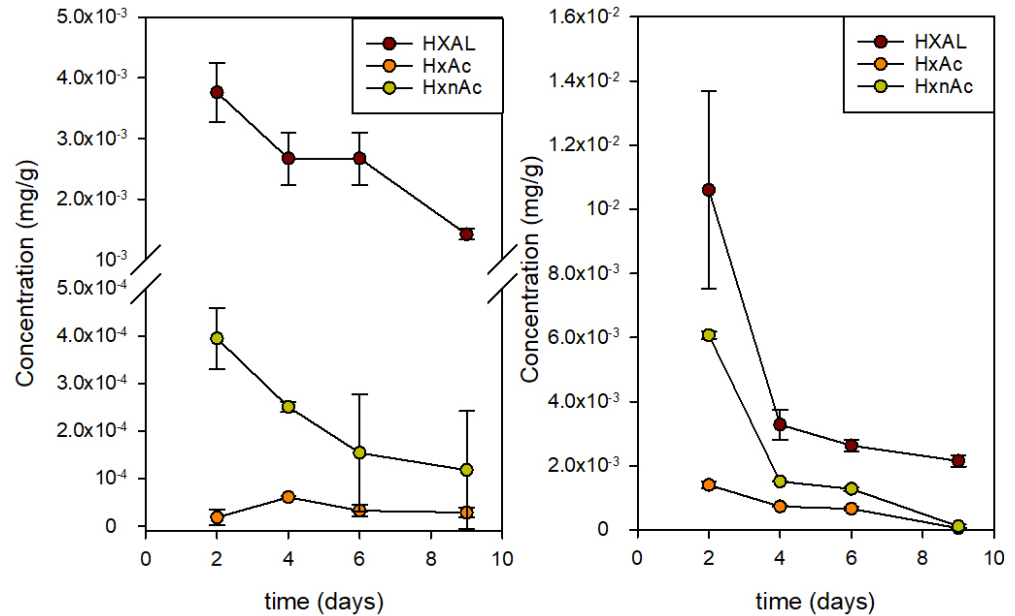 Concentration (mg/g)
5.0x10⁻³
4.0x10⁻³
3.0x10⁻³
2.0x10⁻³
10⁻³
5.0x10⁻⁴
4.0x10⁻⁴
3.0x10⁻⁴
2.0x10⁻⁴
10⁻⁴
0
HXAL
HxAc
HxnAc
0 2 4 6 8 10
time (days)
Concentration (mg/g)
1.6x10⁻²
1.4x10⁻²
1.2x10⁻²
10⁻²
8.0x10⁻³
6.0x10⁻³
4.0x10⁻³
2.0x10⁻³
0
HXAL
HxAc
HxnAc
0 2 4 6 8 10
time (days)